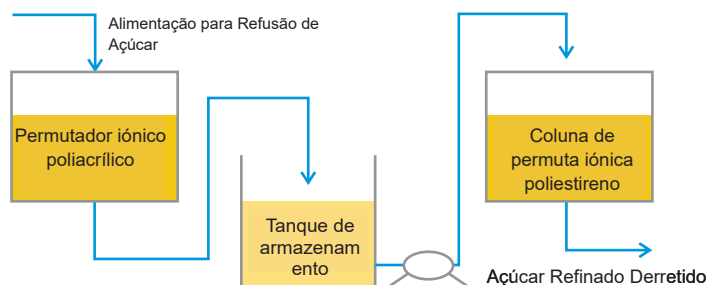 Alimentação para Refusão de
Açúcar
Permutador iónico
poliacrílico
Coluna de
permuta iónica
poliestireno
Tanque de
armazenam
ento
Açúcar Refinado Derretido